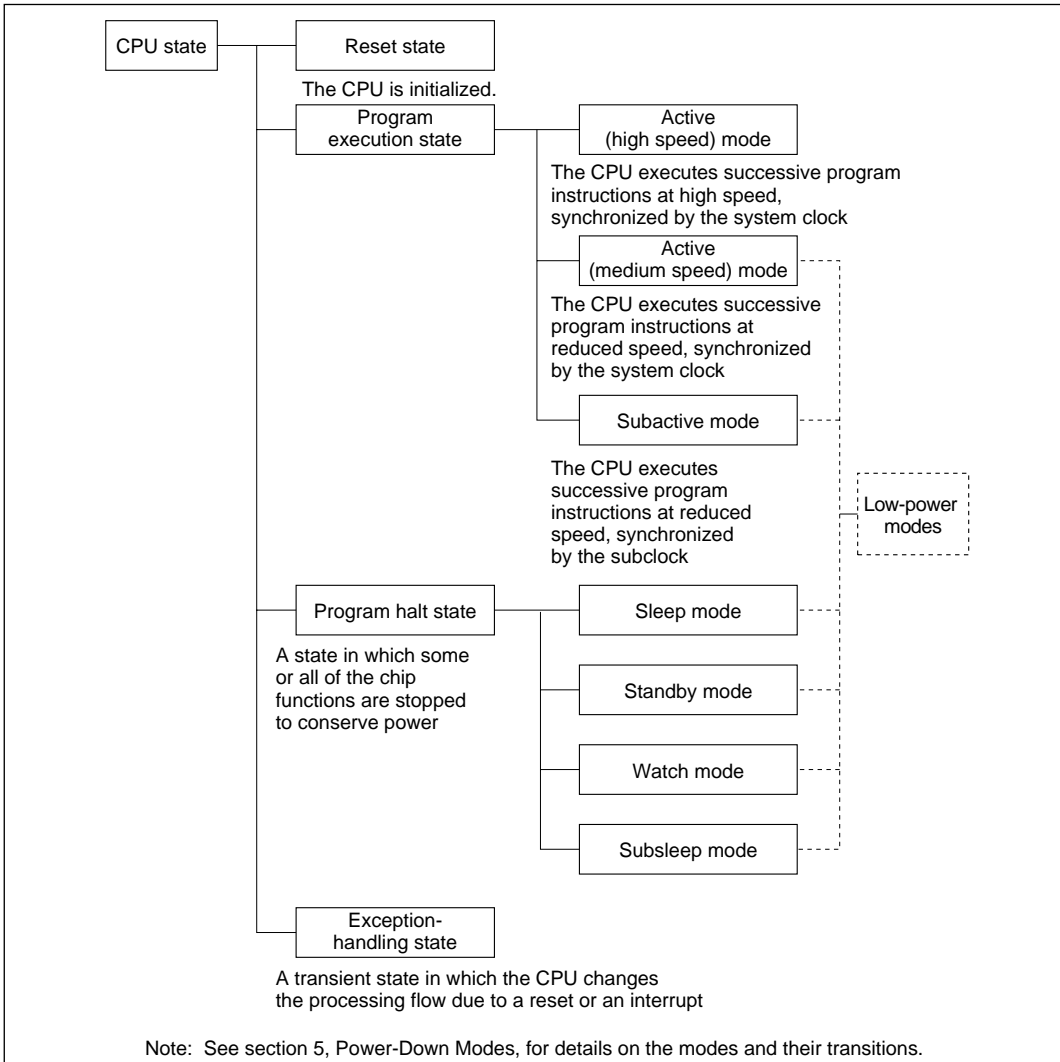 CPU state
Reset state
The CPU is initialized.
Program
execution state
Active
(high speed) mode
The CPU executes successive program
instructions at high speed,
synchronized by the system clock
Active
(medium speed) mode
The CPU executes successive
program instructions at
reduced speed, synchronized
by the system clock
Subactive mode
The CPU executes
successive program
instructions at reduced
speed, synchronized
by the subclock
Low-power
modes
Program halt state
A state in which some
or all of the chip
functions are stopped
to conserve power
Sleep mode
Standby mode
Watch mode
Subsleep mode
Exception-
handling state
A transient state in which the CPU changes
the processing flow due to a reset or an interrupt
Note: See section 5, Power-Down Modes, for details on the modes and their transitions.